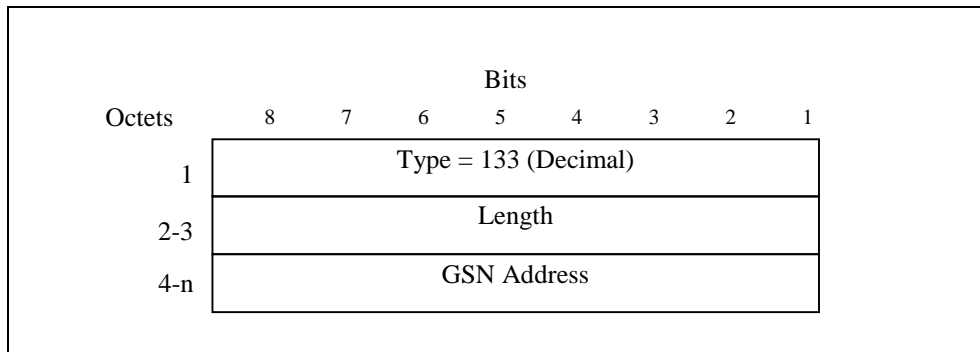 Bits
Octets 8 7 6 5 4 3 2 1
1 Type = 133 (Decimal)
2-3 Length
4-n GSN Address